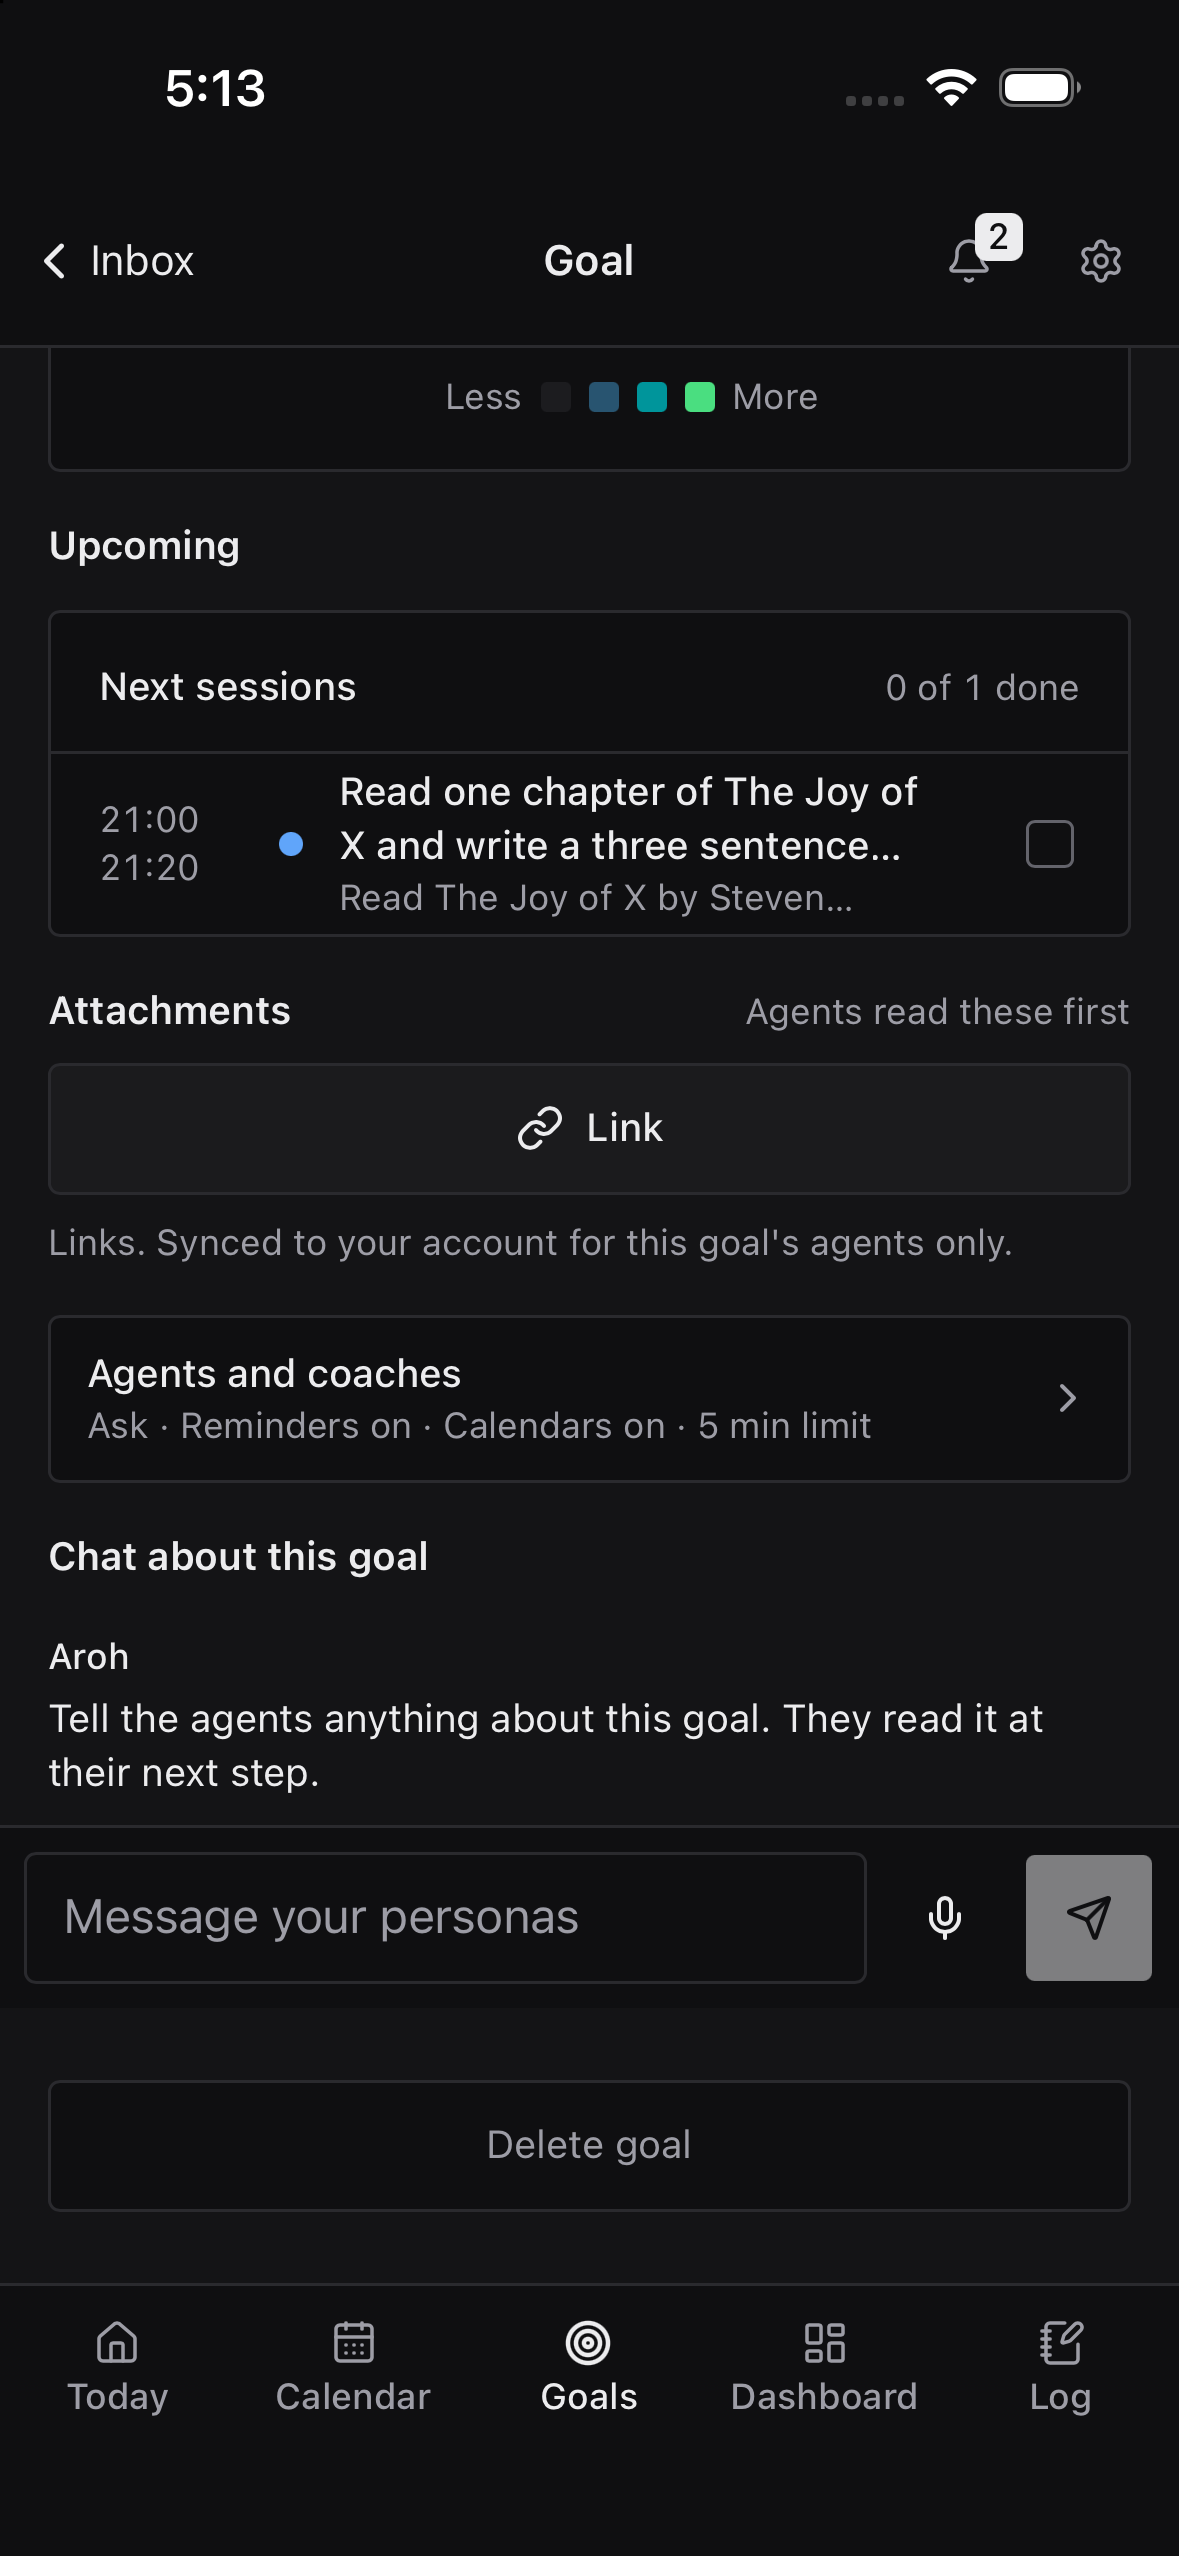 5:13
Inbox
Goal
2
Less
More
Upcoming
Next sessions
0 of 1 done
21:00
21:20
Read one chapter of The Joy of
X and write a three sentence...
Read The Joy of X by Steven...
Attachments
Agents read these first
Link
Links. Synced to your account for this goal's agents only.
Agents and coaches
Ask · Reminders on · Calendars on · 5 min limit
Chat about this goal
Aroh
Tell the agents anything about this goal. They read it at
their next step.
Message your personas
Delete goal
Today
Calendar
Goals
Dashboard
Log